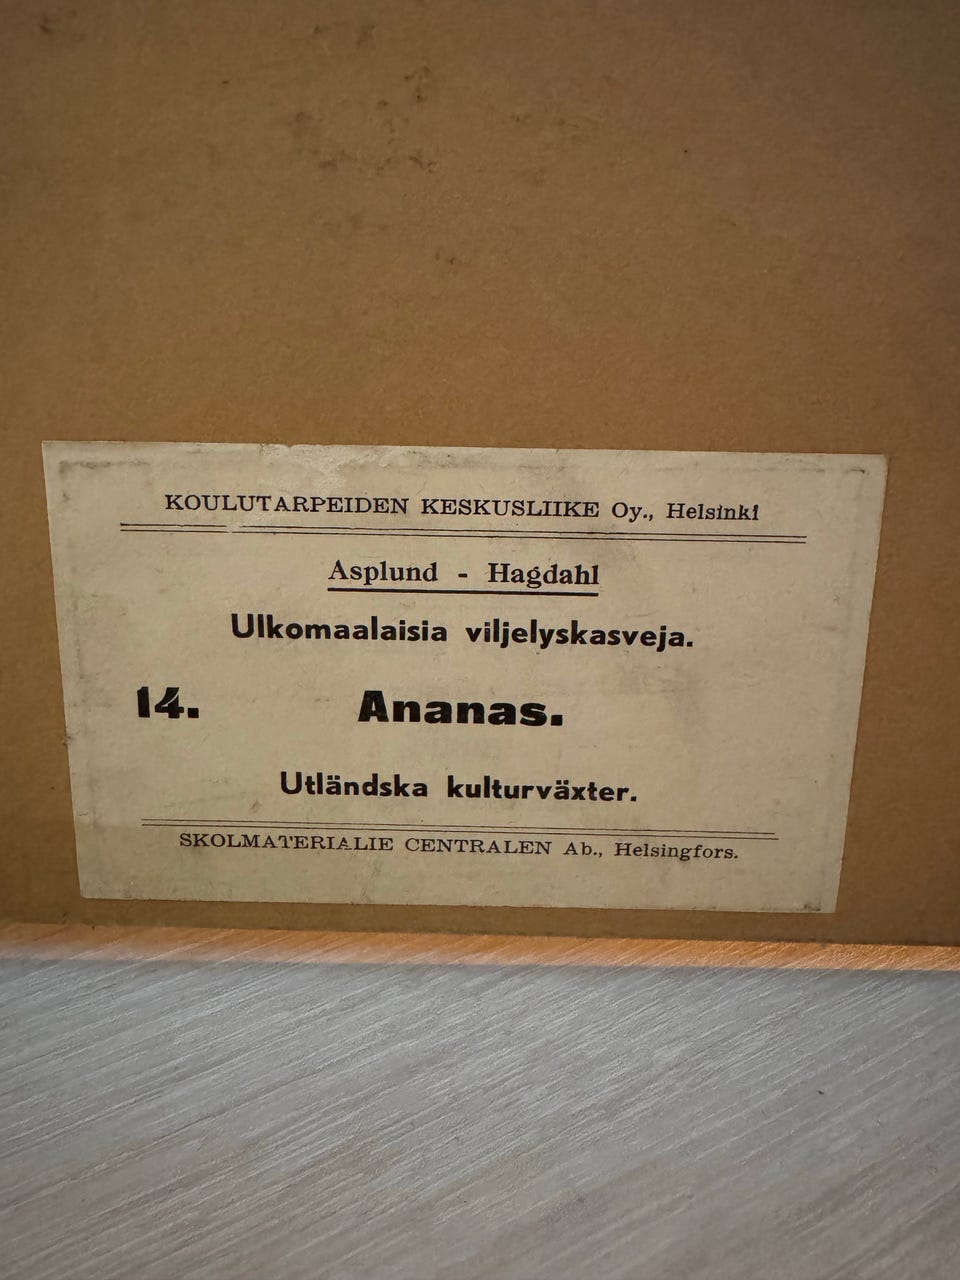 KOULUTARPEIDEN KESKUSLIIKE Oy., Helsinki
Asplund - Hagdahl
Ulkomaalaisia viljelyskasveja.
14. Ananas.
Utländska kulturväxter.
SKOLMATERIALIE CENTRALEN Ab., Helsingfors.